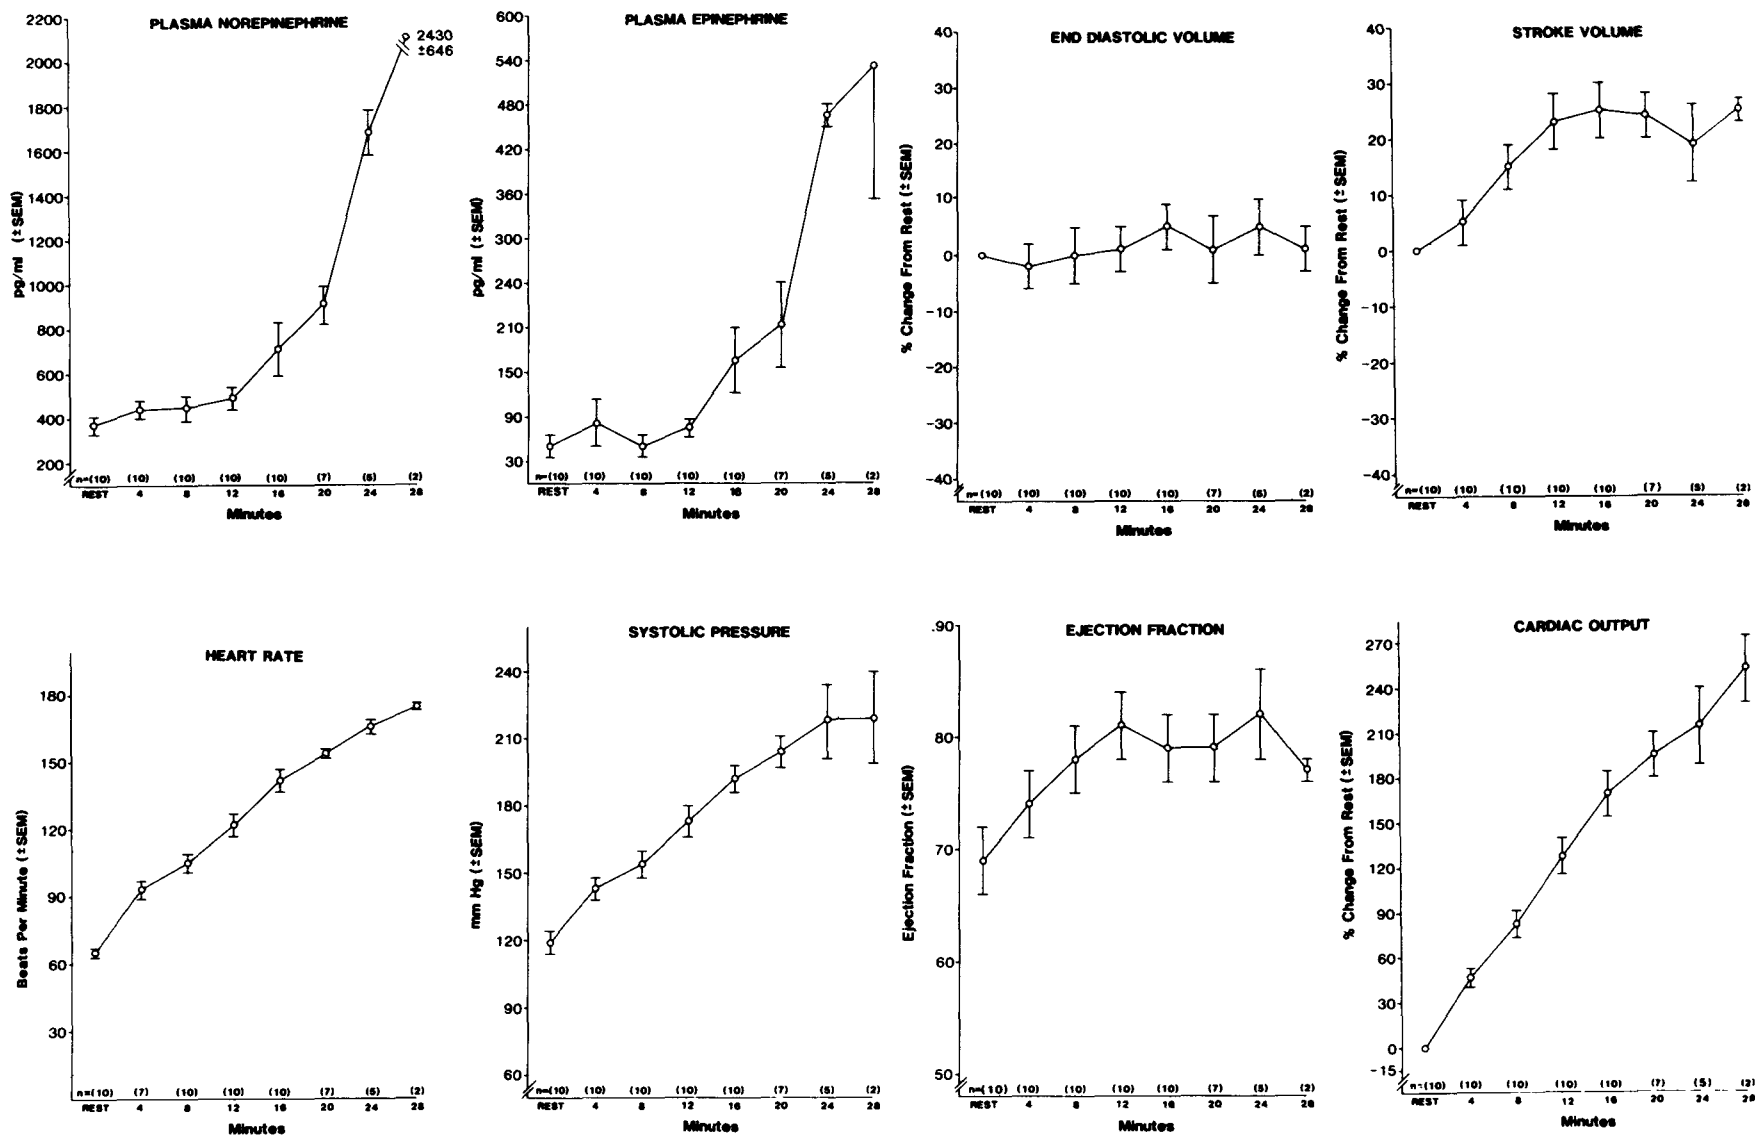 PLASMA NOREPINEPHRINE
2200
2000
1800
1600
1400
1200
1000
800
600
400
200
pg/ml (±SEM)
2430
±646
n=(10) (10) (10) (10) (10) (7) (5) (2)
REST 4 8 12 16 20 24 28
Minutes
PLASMA EPINEPHRINE
600
540
480
420
360
300
240
210
150
90
30
pg/ml (±SEM)
n=(10) (10) (10) (10) (10) (7) (5) (2)
REST 4 8 12 16 20 24 28
Minutes
END DIASTOLIC VOLUME
40
30
20
10
0
-10
-20
-30
-40
% Change From Rest (±SEM)
n=(10) (10) (10) (10) (10) (7) (5) (2)
REST 4 8 12 16 20 24 28
Minutes
STROKE VOLUME
40
30
20
10
0
-10
-20
-30
-40
% Change From Rest (±SEM)
n=(10) (10) (10) (10) (10) (7) (5) (2)
REST 4 8 12 16 20 24 28
Minutes
HEART RATE
180
150
120
90
60
30
Beats Per Minute (±SEM)
n=(10) (7) (10) (10) (10) (7) (5) (2)
REST 4 8 12 16 20 24 28
Minutes
SYSTOLIC PRESSURE
240
210
180
150
120
90
60
mm Hg (±SEM)
n=(10) (10) (10) (10) (10) (7) (5) (2)
REST 4 8 12 16 20 24 28
Minutes
EJECTION FRACTION
.90
80
70
60
50
Ejection Fraction (±SEM)
n=(10) (10) (10) (10) (10) (7) (5) (2)
REST 4 8 12 16 20 24 28
Minutes
CARDIAC OUTPUT
270
240
210
180
150
120
90
60
30
0
-15
% Change From Rest (±SEM)
n=(10) (10) (10) (10) (10) (7) (5) (2)
REST 4 8 12 16 20 24 28
Minutes